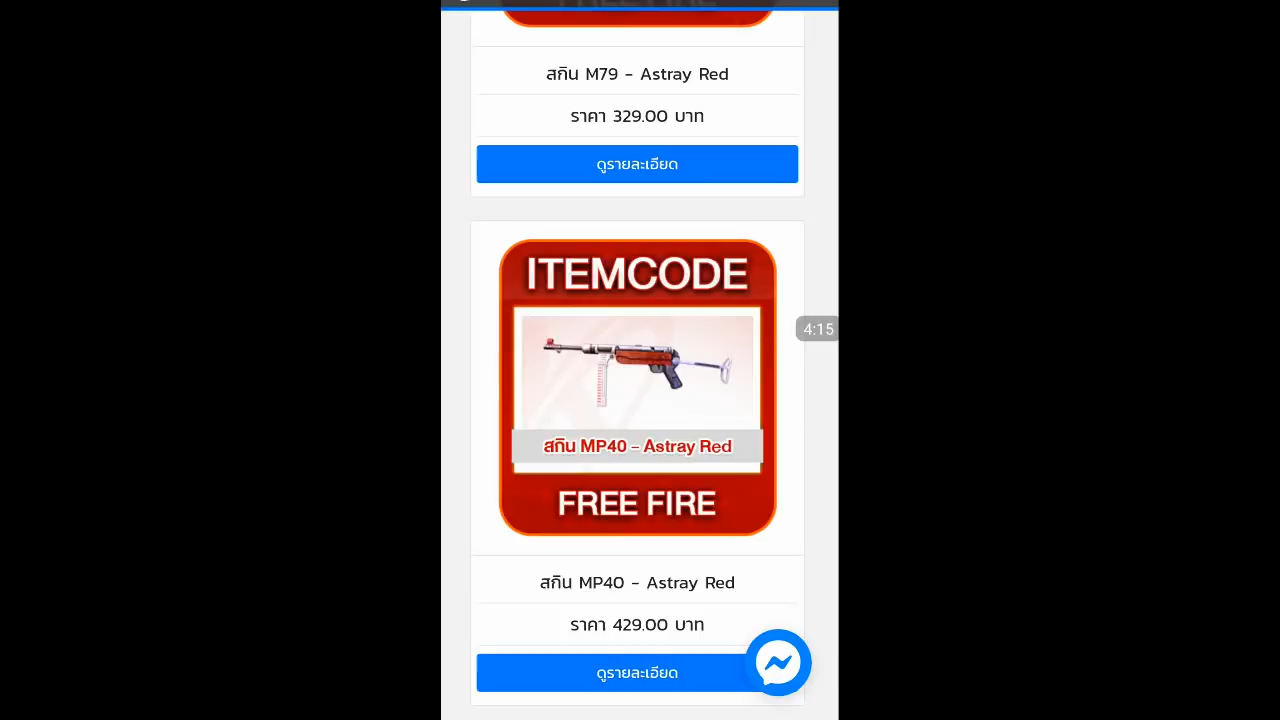 สกิน M79 - Astray Red
ราคา 329.00 บาท
ดูรายละเอียด
ITEMCODE
4:15
สกิน MP40 - Astray Red
FREE FIRE
สกิน MP40 - Astray Red
ราคา 429.00 บาท
ดูรายละเอียด